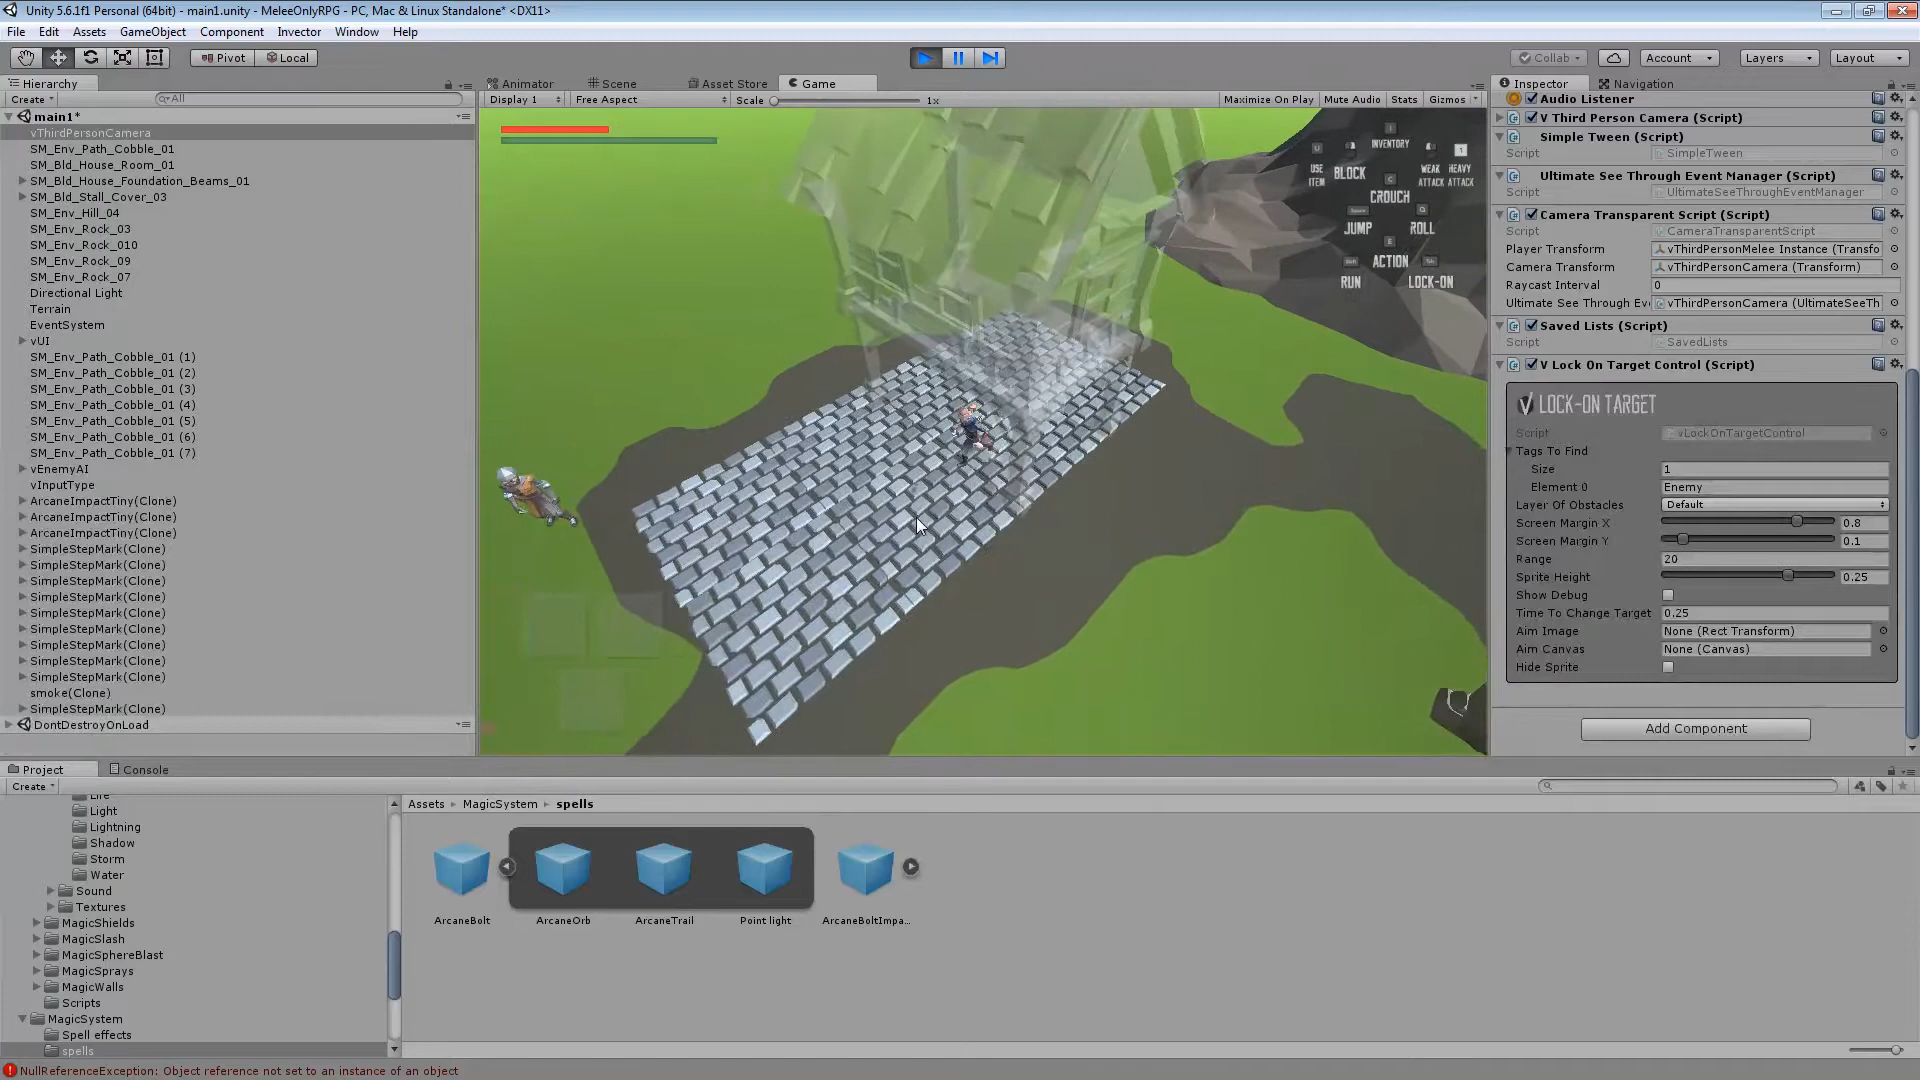 Unity 5.6.1f1 Personal (64bit) - main1.unity - MeleeOnlyRPG - PC, Mac & Linux Standalone* <DX11>
File Edit Assets GameObject Component Invector Window Help
Pivot Local Collab Account Layers Layout
Hierarchy
Create All
main1*
vThirdPersonCamera
SM_Env_Path_Cobble_01
SM_Bld_House_Room_01
SM_Bld_House_Foundation_Beams_01
SM_Bld_Stall_Cover_03
SM_Env_Hill_04
SM_Env_Rock_03
SM_Env_Rock_010
SM_Env_Rock_09
SM_Env_Rock_07
Directional Light
Terrain
EventSystem
vUI
SM_Env_Path_Cobble_01 (1)
SM_Env_Path_Cobble_01 (2)
SM_Env_Path_Cobble_01 (3)
SM_Env_Path_Cobble_01 (4)
SM_Env_Path_Cobble_01 (5)
SM_Env_Path_Cobble_01 (6)
SM_Env_Path_Cobble_01 (7)
vEnemyAI
vInputType
ArcaneImpactTiny(Clone)
ArcaneImpactTiny(Clone)
ArcaneImpactTiny(Clone)
SimpleStepMark(Clone)
SimpleStepMark(Clone)
SimpleStepMark(Clone)
SimpleStepMark(Clone)
SimpleStepMark(Clone)
SimpleStepMark(Clone)
SimpleStepMark(Clone)
SimpleStepMark(Clone)
SimpleStepMark(Clone)
smoke(Clone)
SimpleStepMark(Clone)
DontDestroyOnLoad
Animator Scene Asset Store Game
Display 1 Free Aspect Scale 1x Maximize On Play Mute Audio Stats Gizmos
I
INVENTORY
U
USE ITEM
BLOCK
WEAK ATTACK
1
HEAVY ATTACK
C
CROUCH
Space
JUMP
Q
ROLL
E
ACTION
Shift
RUN
Tab
LOCK-ON
Inspector Navigation
Audio Listener
V Third Person Camera (Script)
Simple Tween (Script)
Script SimpleTween
Ultimate See Through Event Manager (Script)
Script UltimateSeeThroughEventManager
Camera Transparent Script (Script)
Script CameraTransparentScript
Player Transform vThirdPersonMelee Instance (Transfo
Camera Transform vThirdPersonCamera (Transform)
Raycast Interval 0
Ultimate See Through Ev vThirdPersonCamera (UltimateSeeTh
Saved Lists (Script)
Script SavedLists
V Lock On Target Control (Script)
LOCK-ON TARGET
Script vLockOnTargetControl
Tags To Find
Size 1
Element 0 Enemy
Layer Of Obstacles Default
Screen Margin X 0.8
Screen Margin Y 0.1
Range 20
Sprite Height 0.25
Show Debug
Time To Change Target 0.25
Aim Image None (Rect Transform)
Aim Canvas None (Canvas)
Hide Sprite
Add Component
Project Console
Create
Life
Light
Lightning
Shadow
Storm
Water
Sound
Textures
MagicShields
MagicSlash
MagicSphereBlast
MagicSprays
MagicWalls
Scripts
MagicSystem
Spell effects
spells
Assets MagicSystem spells
ArcaneBolt ArcaneOrb ArcaneTrail Point light ArcaneBoltImpa...
NullReferenceException: Object reference not set to an instance of an object